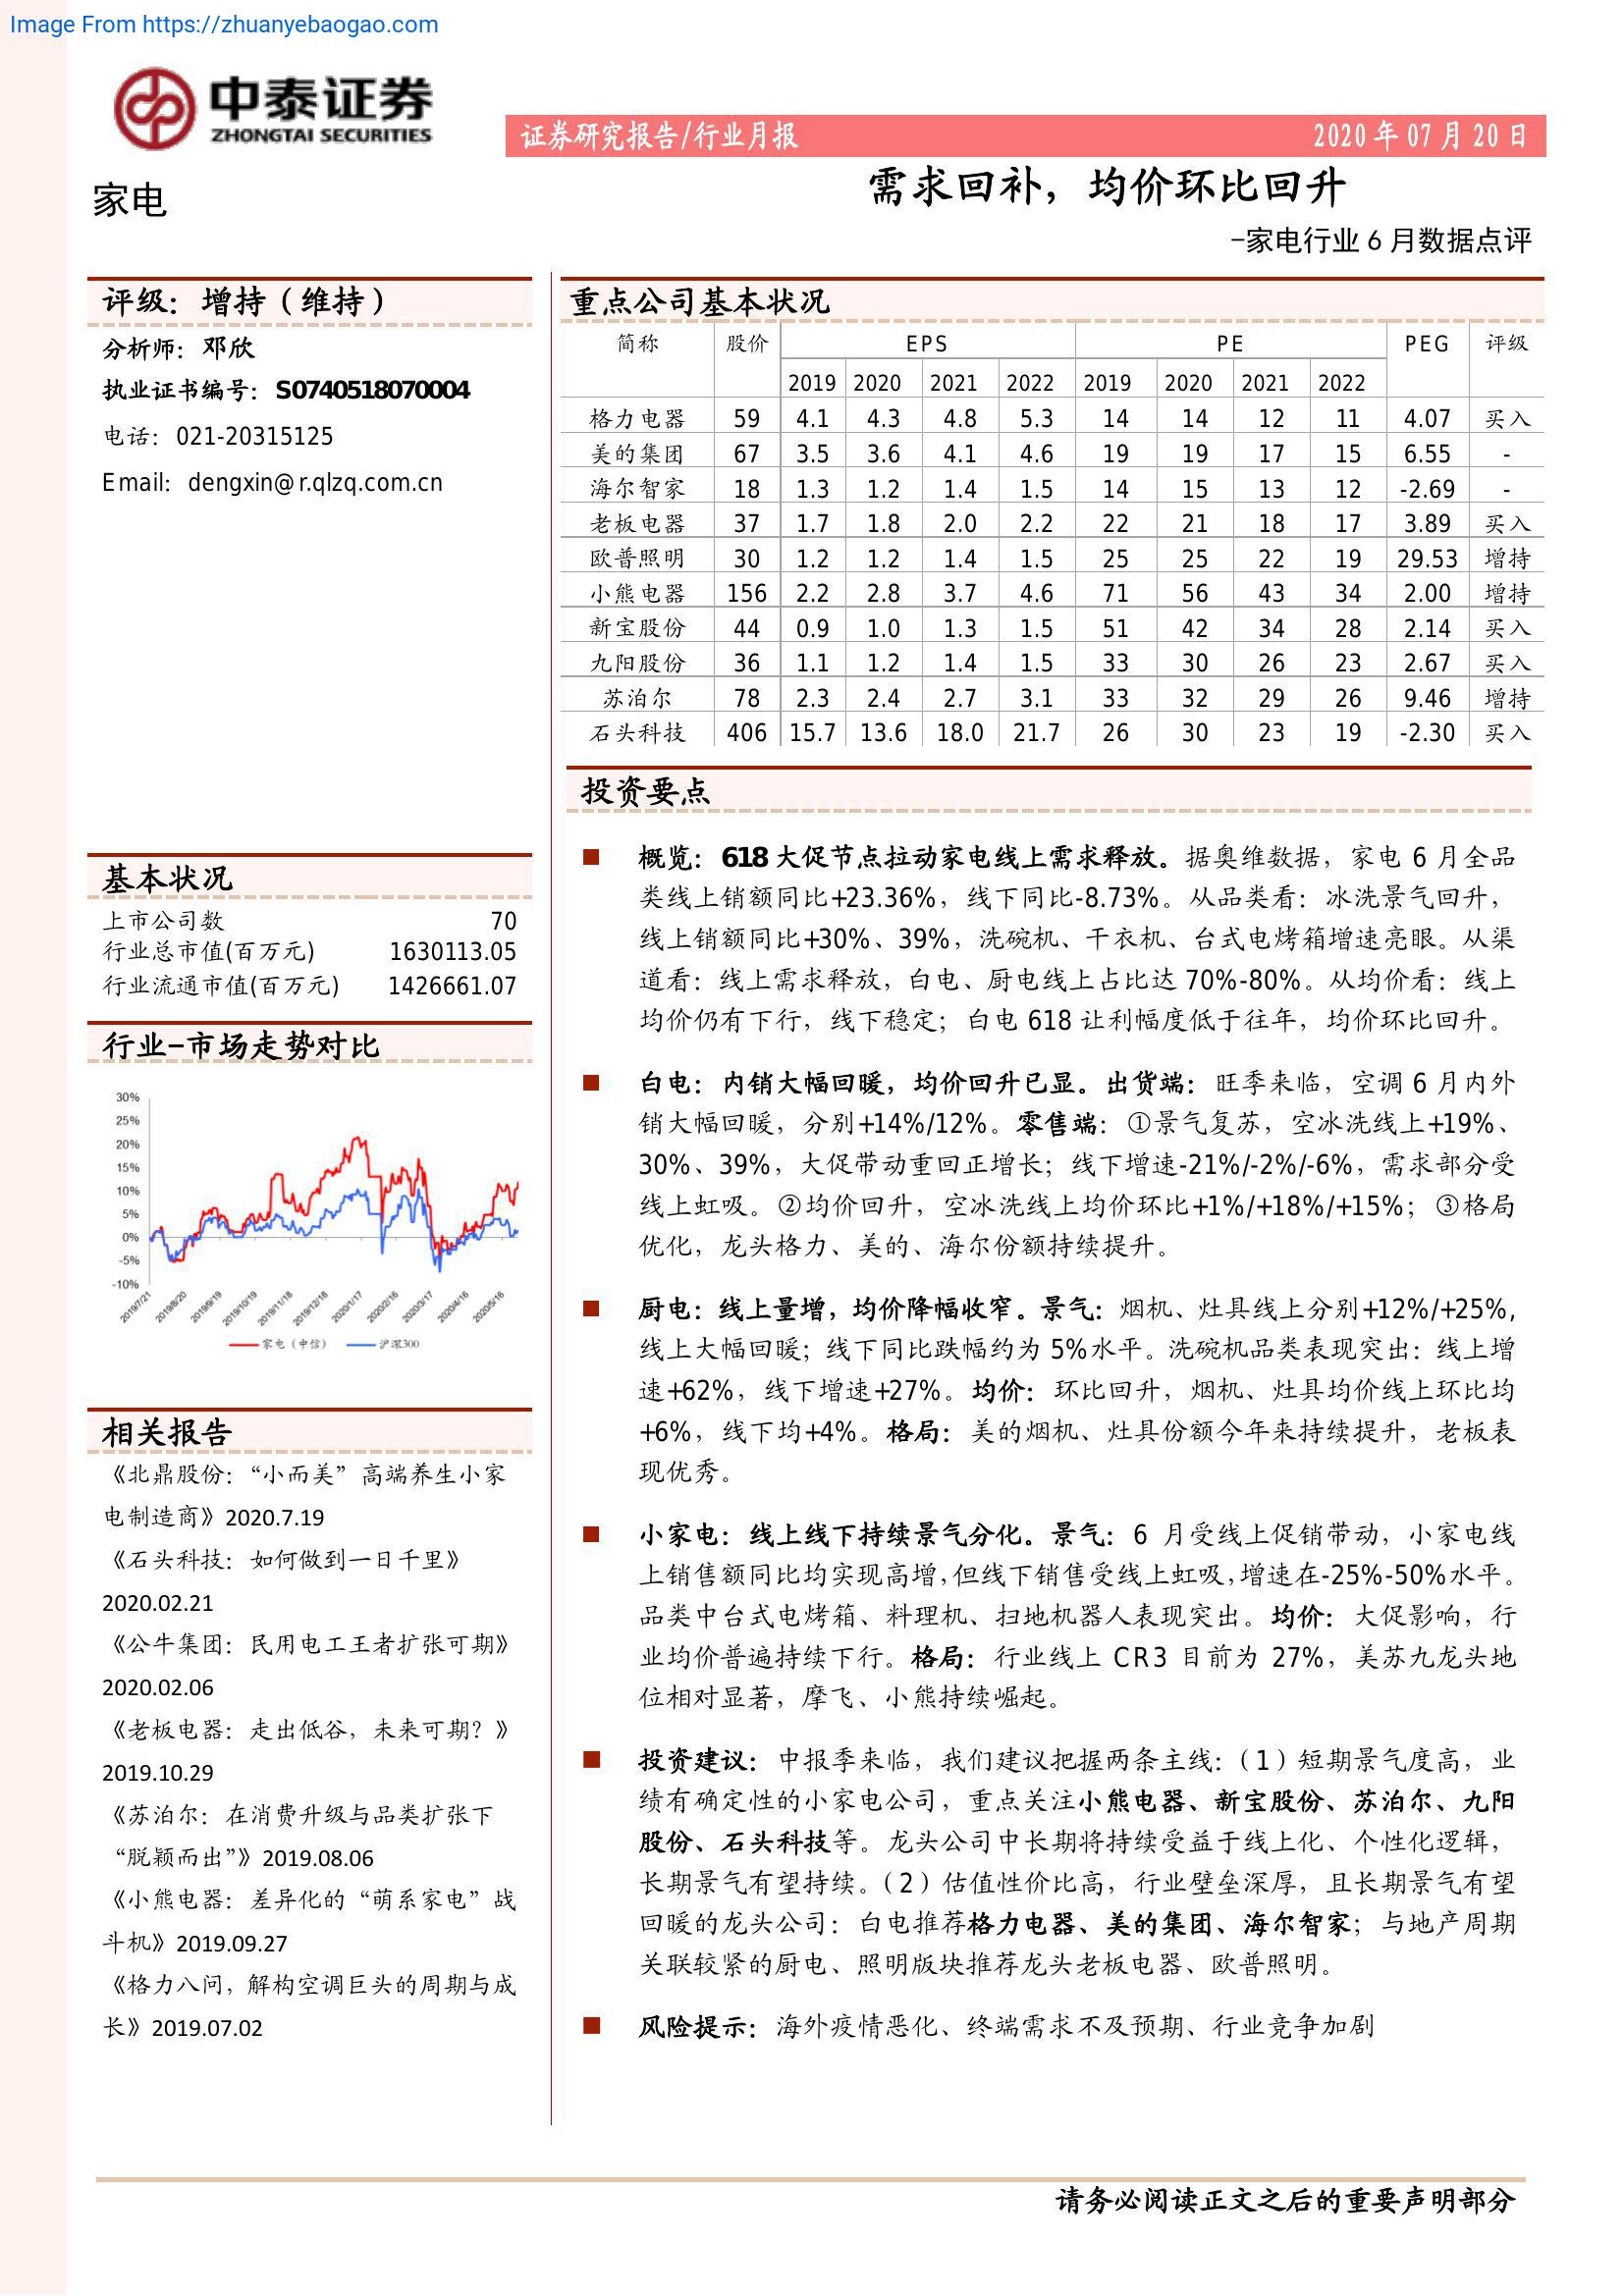 Image From https://zhuanyebaogao.com
中泰证券
ZHONGTAI SECURITIES
证券研究报告/行业月报 2020 年 07 月 20 日
家电
需求回补，均价环比回升
-家电行业 6 月数据点评
评级：增持（维持）
分析师：邓欣
执业证书编号：S0740518070004
电话：021-20315125
Email：dengxin@r.qlzq.com.cn
基本状况
上市公司数 70
行业总市值(百万元) 1630113.05
行业流通市值(百万元) 1426661.07
行业-市场走势对比
30%
25%
20%
15%
10%
5%
0%
-5%
-10%
2019/7/21 2019/8/20 2019/9/19 2019/10/19 2019/11/18 2019/12/18 2020/1/17 2020/2/16 2020/3/17 2020/4/16 2020/5/16
家电（中信） 沪深300
相关报告
《北鼎股份：“小而美”高端养生小家
电制造商》2020.7.19
《石头科技：如何做到一日千里》
2020.02.21
《公牛集团：民用电工王者扩张可期》
2020.02.06
《老板电器：走出低谷，未来可期？》
2019.10.29
《苏泊尔：在消费升级与品类扩张下
“脱颖而出”》2019.08.06
《小熊电器：差异化的“萌系家电”战
斗机》2019.09.27
《格力八问，解构空调巨头的周期与成
长》2019.07.02
重点公司基本状况
简称 股价 EPS PE PEG 评级
2019 2020 2021 2022 2019 2020 2021 2022
格力电器 59 4.1 4.3 4.8 5.3 14 14 12 11 4.07 买入
美的集团 67 3.5 3.6 4.1 4.6 19 19 17 15 6.55 -
海尔智家 18 1.3 1.2 1.4 1.5 14 15 13 12 -2.69 -
老板电器 37 1.7 1.8 2.0 2.2 22 21 18 17 3.89 买入
欧普照明 30 1.2 1.2 1.4 1.5 25 25 22 19 29.53 增持
小熊电器 156 2.2 2.8 3.7 4.6 71 56 43 34 2.00 增持
新宝股份 44 0.9 1.0 1.3 1.5 51 42 34 28 2.14 买入
九阳股份 36 1.1 1.2 1.4 1.5 33 30 26 23 2.67 买入
苏泊尔 78 2.3 2.4 2.7 3.1 33 32 29 26 9.46 增持
石头科技 406 15.7 13.6 18.0 21.7 26 30 23 19 -2.30 买入
投资要点
■ 概览：618 大促节点拉动家电线上需求释放。据奥维数据，家电 6 月全品
类线上销额同比+23.36%，线下同比-8.73%。从品类看：冰洗景气回升，
线上销额同比+30%、39%，洗碗机、干衣机、台式电烤箱增速亮眼。从渠
道看：线上需求释放，白电、厨电线上占比达 70%-80%。从均价看：线上
均价仍有下行，线下稳定；白电 618 让利幅度低于往年，均价环比回升。
■ 白电：内销大幅回暖，均价回升已显。出货端：旺季来临，空调 6 月内外
销大幅回暖，分别+14%/12%。零售端：①景气复苏，空冰洗线上+19%、
30%、39%，大促带动重回正增长；线下增速-21%/-2%/-6%，需求部分受
线上虹吸。②均价回升，空冰洗线上均价环比+1%/+18%/+15%；③格局
优化，龙头格力、美的、海尔份额持续提升。
■ 厨电：线上量增，均价降幅收窄。景气：烟机、灶具线上分别+12%/+25%，
线上大幅回暖；线下同比跌幅约为 5%水平。洗碗机品类表现突出：线上增
速+62%，线下增速+27%。均价：环比回升，烟机、灶具均价线上环比均
+6%，线下均+4%。格局：美的烟机、灶具份额今年来持续提升，老板表
现优秀。
■ 小家电：线上线下持续景气分化。景气：6 月受线上促销带动，小家电线
上销售额同比均实现高增，但线下销售受线上虹吸，增速在-25%-50%水平。
品类中台式电烤箱、料理机、扫地机器人表现突出。均价：大促影响，行
业均价普遍持续下行。格局：行业线上 CR3 目前为 27%，美苏九龙头地
位相对显著，摩飞、小熊持续崛起。
■ 投资建议：中报季来临，我们建议把握两条主线：（1）短期景气度高，业
绩有确定性的小家电公司，重点关注小熊电器、新宝股份、苏泊尔、九阳
股份、石头科技等。龙头公司中长期将持续受益于线上化、个性化逻辑，
长期景气有望持续。（2）估值性价比高，行业壁垒深厚，且长期景气有望
回暖的龙头公司：白电推荐格力电器、美的集团、海尔智家；与地产周期
关联较紧的厨电、照明版块推荐龙头老板电器、欧普照明。
■ 风险提示：海外疫情恶化、终端需求不及预期、行业竞争加剧
请务必阅读正文之后的重要声明部分